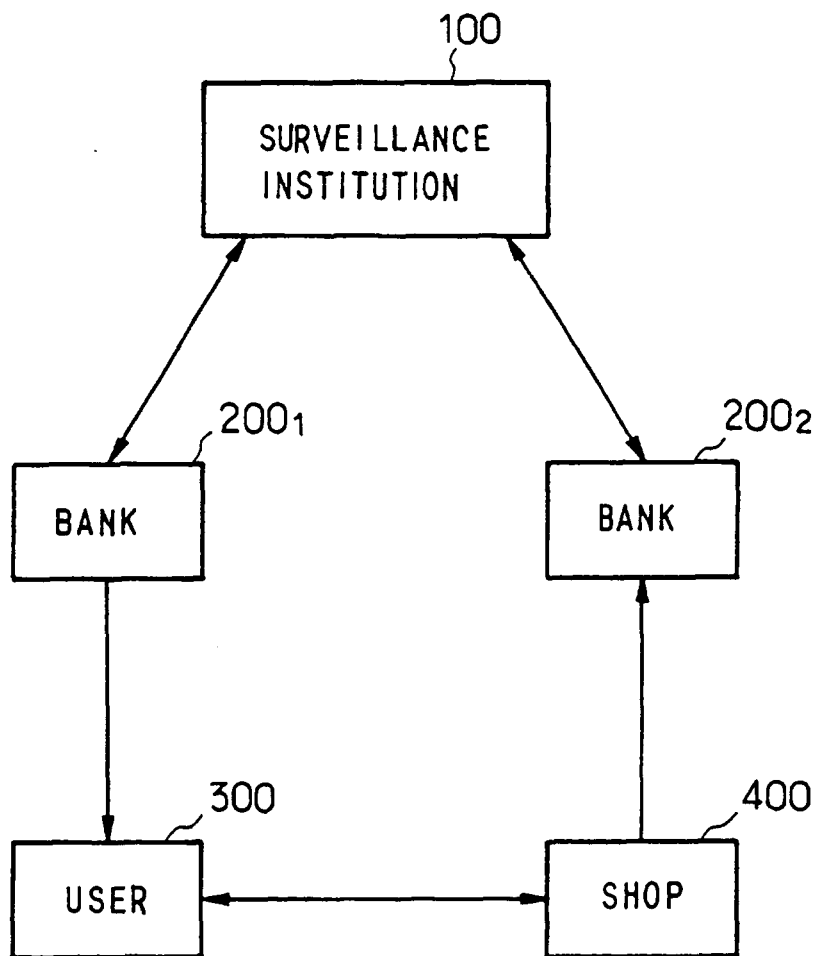 100
SURVEILLANCE
INSTITUTION
200₁
200₂
BANK
BANK
300
400
USER
SHOP